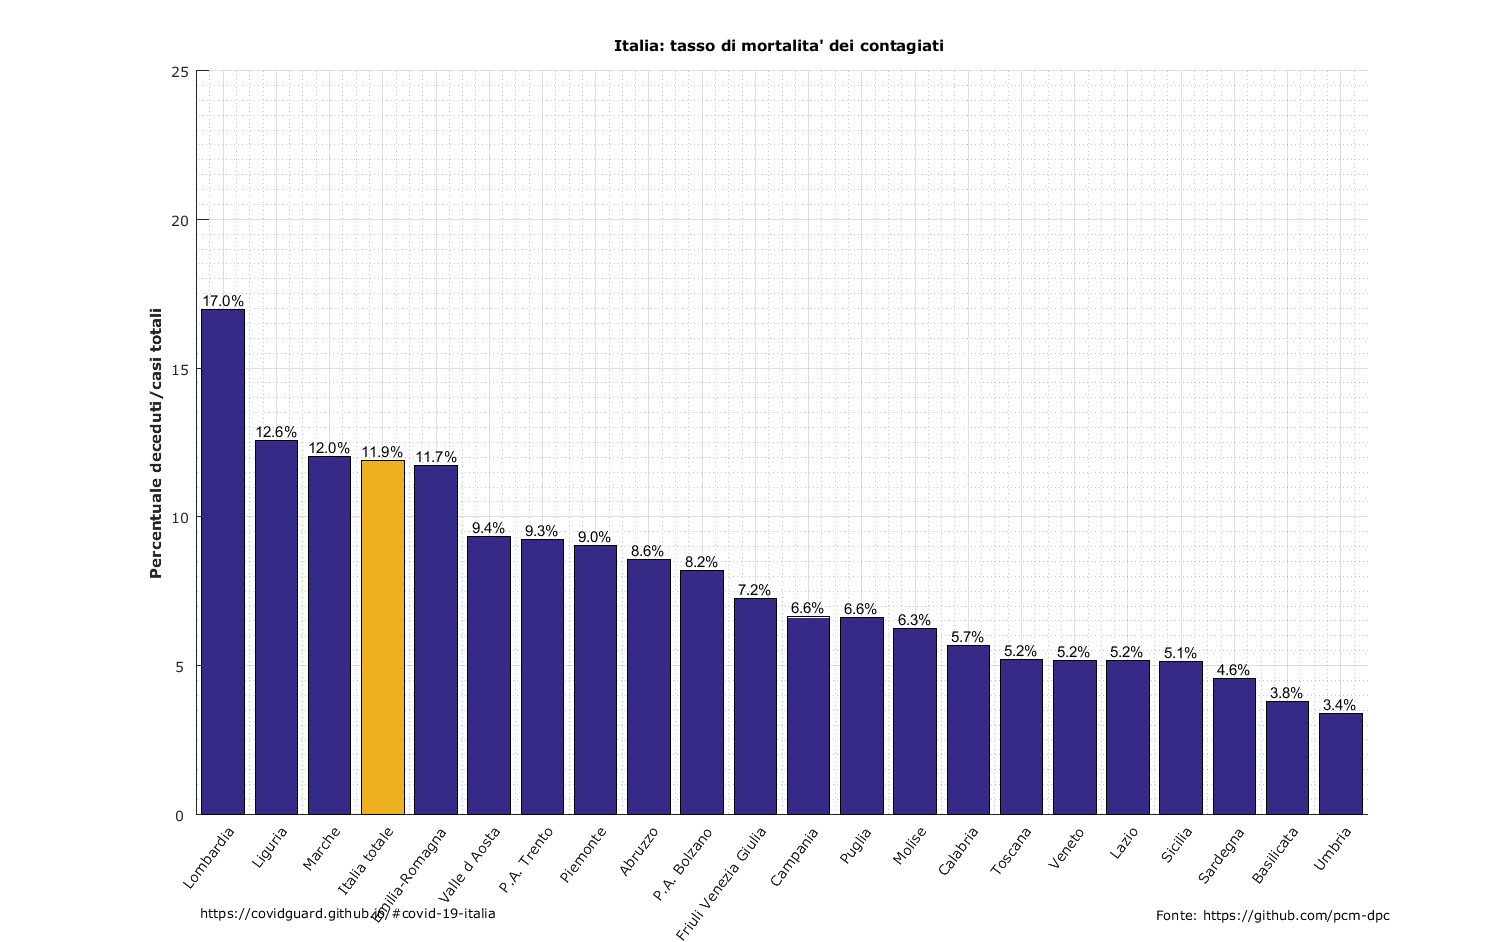 Italia: tasso di mortalita' dei contagiati
Percentuale deceduti/casi totali
25
20
15
10
5
0
17.0%
12.6%
12.0%
11.9%
11.7%
9.4%
9.3%
9.0%
8.6%
8.2%
7.2%
6.6%
6.6%
6.3%
5.7%
5.2%
5.2%
5.2%
5.1%
4.6%
3.8%
3.4%
Lombardia
Liguria
Marche
Italia totale
Emilia-Romagna
Valle d Aosta
P.A. Trento
Piemonte
Abruzzo
P.A. Bolzano
Friuli Venezia Giulia
Campania
Puglia
Molise
Calabria
Toscana
Veneto
Lazio
Sicilia
Sardegna
Basilicata
Umbria
https://covidguard.github.io/#covid-19-italia
Fonte: https://github.com/pcm-dpc